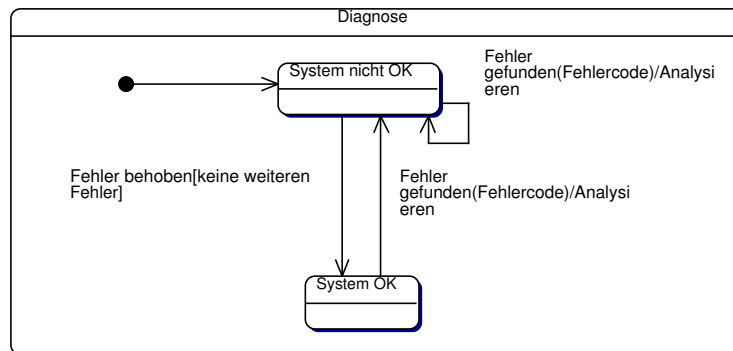 Diagnose
System nicht OK
Fehler
gefunden(Fehlercode)/Analysi
eren
Fehler behoben[keine weiteren
Fehler]
Fehler
gefunden(Fehlercode)/Analysi
eren
System OK